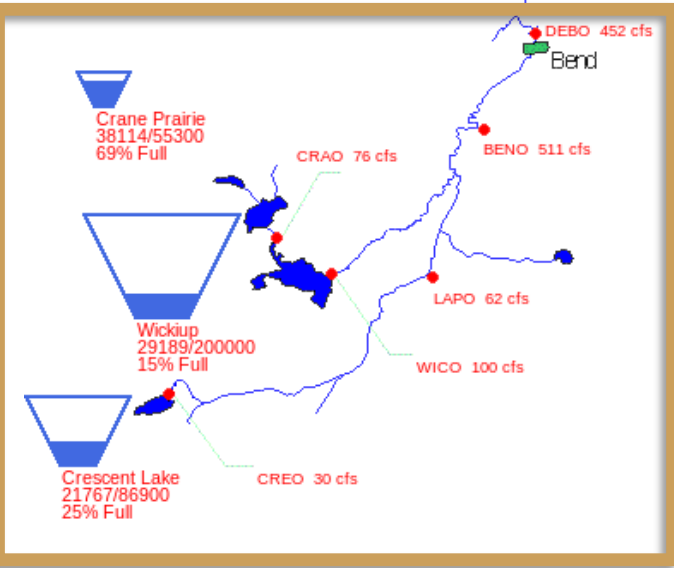 DEBO 452 cfs
Bend
Crane Prairie
38114/55300
69% Full
CRAO 76 cfs
BENO 511 cfs
LAPO 62 cfs
Wickiup
29189/200000
15% Full
WICO 100 cfs
Crescent Lake
21767/86900
25% Full
CREO 30 cfs